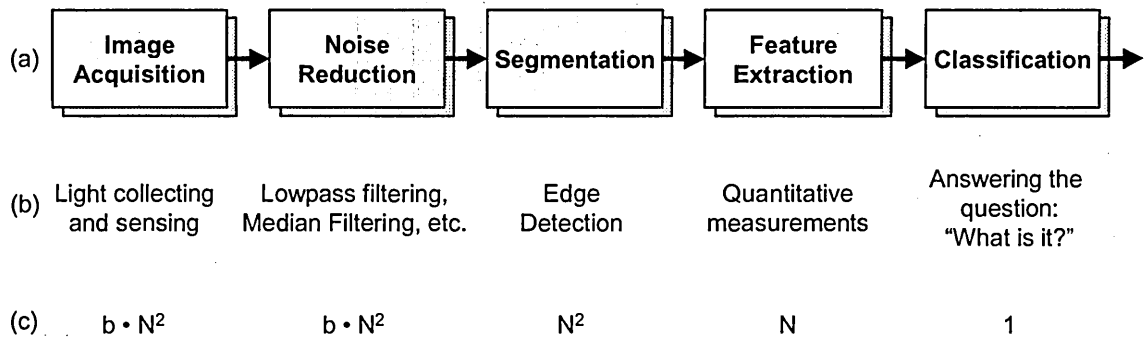 (a)
Image
Acquisition
Noise
Reduction
Segmentation
Feature
Extraction
Classification
(b)
Light collecting
and sensing
Lowpass filtering,
Median Filtering, etc.
Edge
Detection
Quantitative
measurements
Answering the
question:
“What is it?”
(c)
b • N²
b • N²
N²
N
1